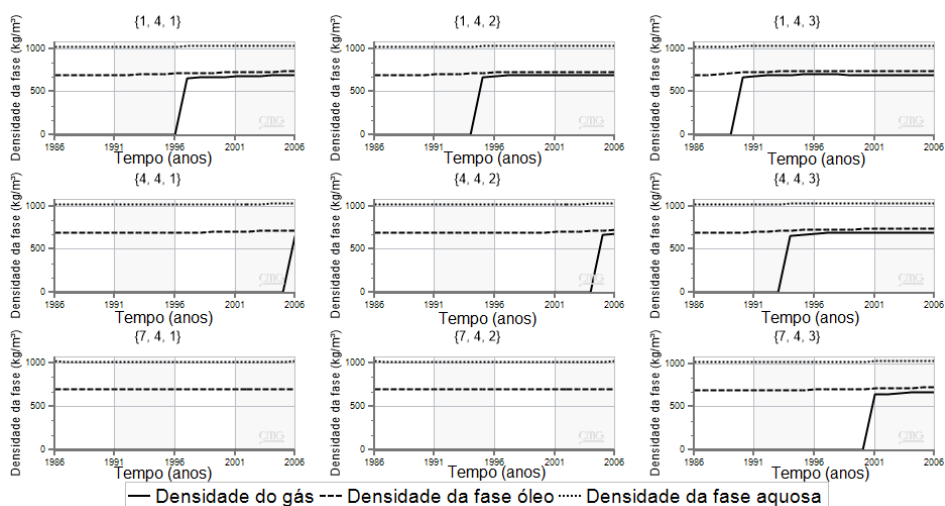 {1, 4, 1}
{1, 4, 2}
{1, 4, 3}
Densidade da fase (kg/m³)
1000
500
0
1986
1991
1996
2001
2006
Tempo (anos)
CMG
Densidade da fase (kg/m³)
1000
500
0
1986
1991
1996
2001
2006
Tempo (anos)
CMG
Densidade da fase (kg/m³)
1000
500
0
1986
1991
1996
2001
2006
Tempo (anos)
CMG
{4, 4, 1}
{4, 4, 2}
{4, 4, 3}
Densidade da fase (kg/m³)
1000
500
0
1986
1991
1996
2001
2006
Tempo (anos)
CMG
Densidade da fase (kg/m³)
1000
500
0
1986
1991
1996
2001
2006
Tempo (anos)
CMG
Densidade da fase (kg/m³)
1000
500
0
1986
1991
1996
2001
2006
Tempo (anos)
CMG
{7, 4, 1}
{7, 4, 2}
{7, 4, 3}
Densidade da fase (kg/m³)
1000
500
0
1986
1991
1996
2001
2006
Tempo (anos)
CMG
Densidade da fase (kg/m³)
1000
500
0
1986
1991
1996
2001
2006
Tempo (anos)
CMG
Densidade da fase (kg/m³)
1000
500
0
1986
1991
1996
2001
2006
Tempo (anos)
CMG
Densidade do gás Densidade da fase óleo Densidade da fase aquosa